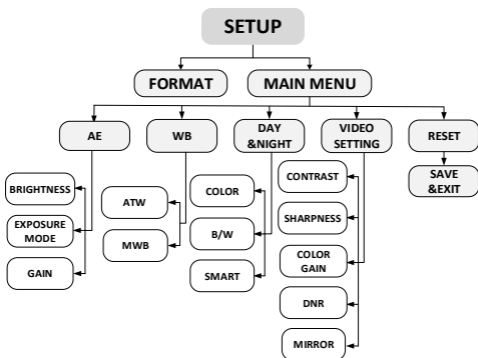 SETUP
FORMAT
MAIN MENU
AE
WB
DAY
&NIGHT
VIDEO
SETTING
RESET
SAVE
&EXIT
BRIGHTNESS
EXPOSURE
MODE
GAIN
ATW
MWB
COLOR
B/W
SMART
CONTRAST
SHARPNESS
COLOR
GAIN
DNR
MIRROR